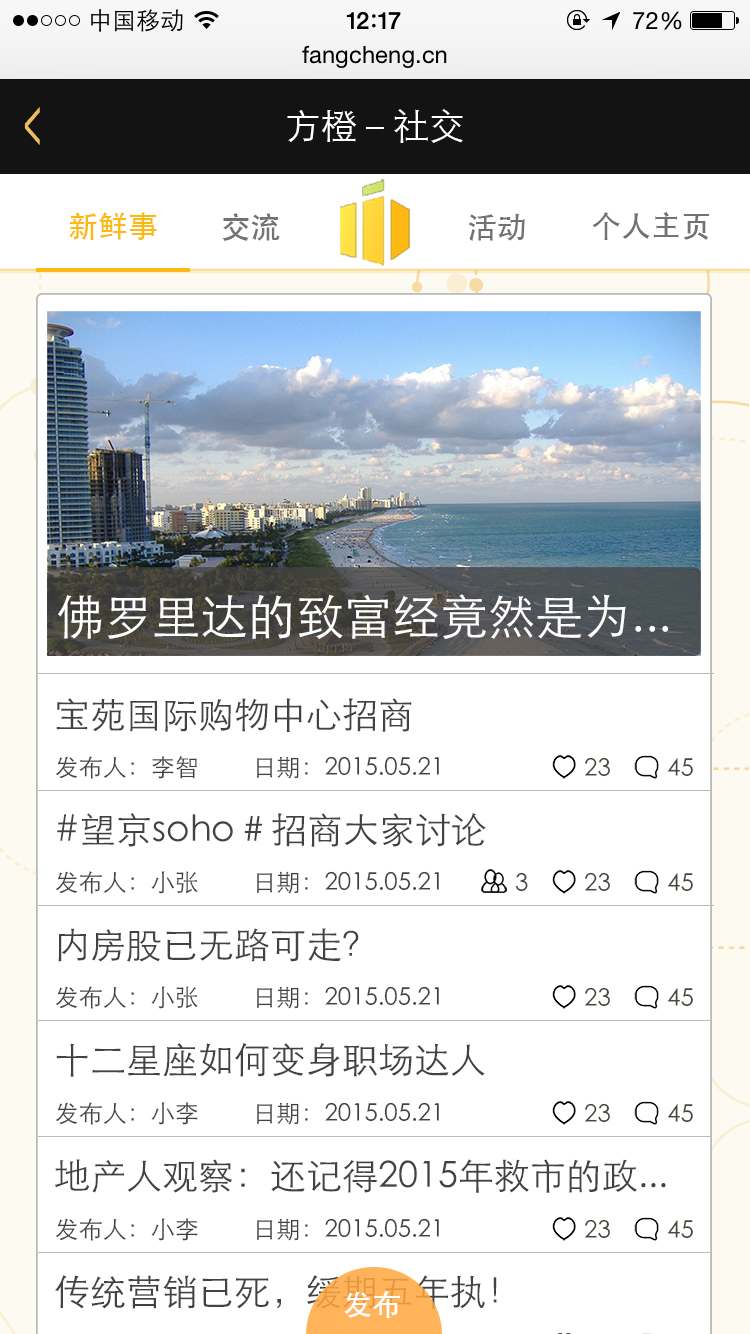 中国移动 12:17 72%
fangcheng.cn
方橙 – 社交
新鲜事 交流 活动 个人主页
佛罗里达的致富经竟然是为...
宝苑国际购物中心招商
发布人：李智 日期：2015.05.21 23 45
#望京soho # 招商大家讨论
发布人：小张 日期：2015.05.21 3 23 45
内房股已无路可走？
发布人：小张 日期：2015.05.21 23 45
十二星座如何变身职场达人
发布人：小李 日期：2015.05.21 23 45
地产人观察：还记得2015年救市的政...
发布人：小李 日期：2015.05.21 23 45
传统营销已死，缓期五年执！
发布